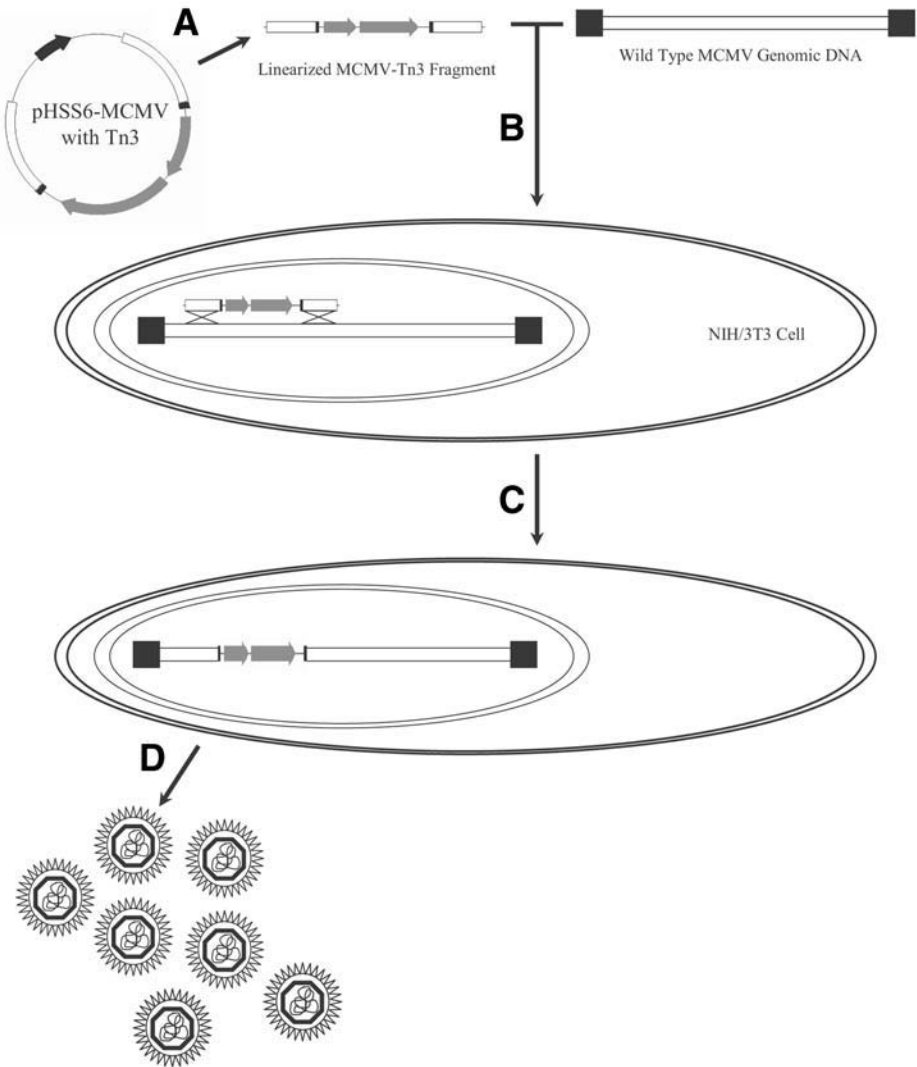 A
pHSS6-MCMV
with Tn3
Linearized MCMV-Tn3 Fragment
Wild Type MCMV Genomic DNA
B
NIH/3T3 Cell
C
D